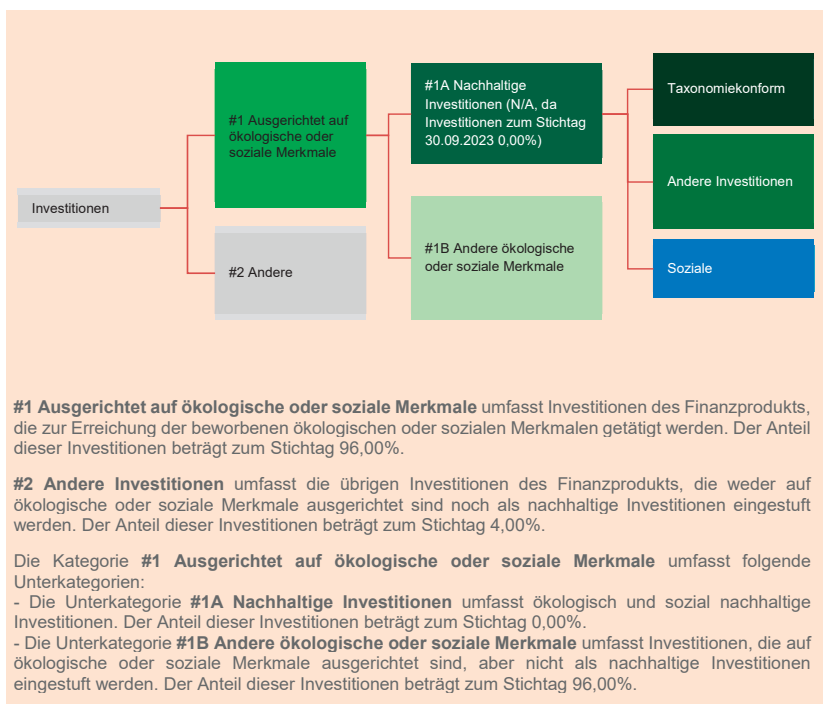 Investitionen
#1 Ausgerichtet auf
ökologische oder
soziale Merkmale
#2 Andere
#1A Nachhaltige
Investitionen (N/A, da
Investitionen zum Stichtag
30.09.2023 0,00%)
#1B Andere ökologische
oder soziale Merkmale
Taxonomiekonform
Andere Investitionen
Soziale
#1 Ausgerichtet auf ökologische oder soziale Merkmale umfasst Investitionen des Finanzprodukts,
die zur Erreichung der beworbenen ökologischen oder sozialen Merkmalen getätigt werden. Der Anteil
dieser Investitionen beträgt zum Stichtag 96,00%.
#2 Andere Investitionen umfasst die übrigen Investitionen des Finanzprodukts, die weder auf
ökologische oder soziale Merkmale ausgerichtet sind noch als nachhaltige Investitionen eingestuft
werden. Der Anteil dieser Investitionen beträgt zum Stichtag 4,00%.
Die Kategorie #1 Ausgerichtet auf ökologische oder soziale Merkmale umfasst folgende
Unterkategorien:
- Die Unterkategorie #1A Nachhaltige Investitionen umfasst ökologisch und sozial nachhaltige
Investitionen. Der Anteil dieser Investitionen beträgt zum Stichtag 0,00%.
- Die Unterkategorie #1B Andere ökologische oder soziale Merkmale umfasst Investitionen, die auf
ökologische oder soziale Merkmale ausgerichtet sind, aber nicht als nachhaltige Investitionen
eingestuft werden. Der Anteil dieser Investitionen beträgt zum Stichtag 96,00%.